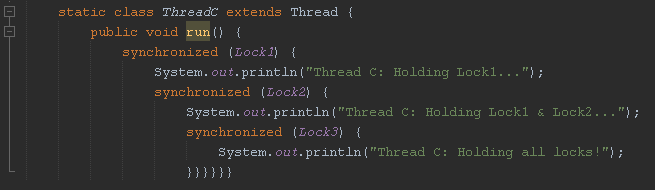 static class ThreadC extends Thread {
public void run() {
synchronized (Lock1) {
System.out.println("Thread C: Holding Lock1...");
synchronized (Lock2) {
System.out.println("Thread C: Holding Lock1 & Lock2...");
synchronized (Lock3) {
System.out.println("Thread C: Holding all locks!");
}}}}}}